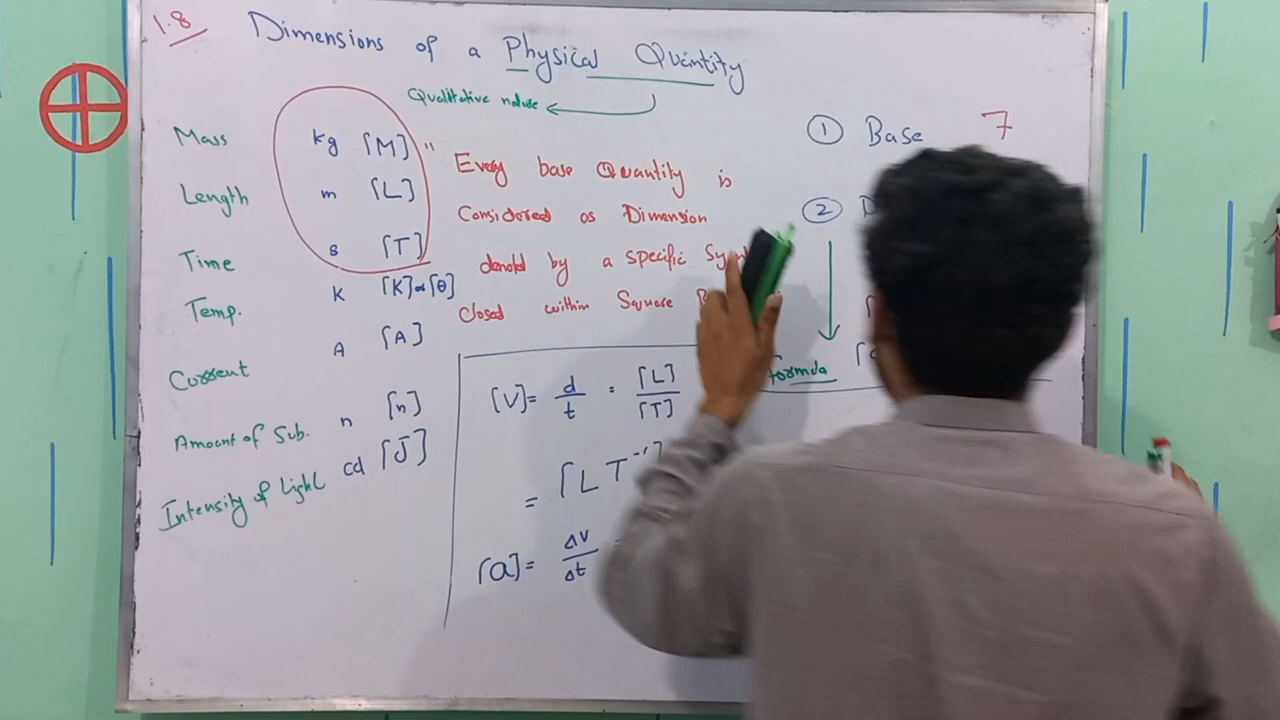 1.8 Dimensions of a Physical Quantity
Qualitative nature
Mass kg [M]
Length m [L]
Time s [T]
Temp. K [K] or [θ]
Current A [A]
Amount of Sub. n [n]
Intensity of light cd [J]
" Every base Quantity is
Considered as Dimension
denoted by a specific
Closed within Square
1 Base 7
2
formula
[V] = d/t = [L]/[T]
= [L T⁻¹]
[a] = Δv/Δt